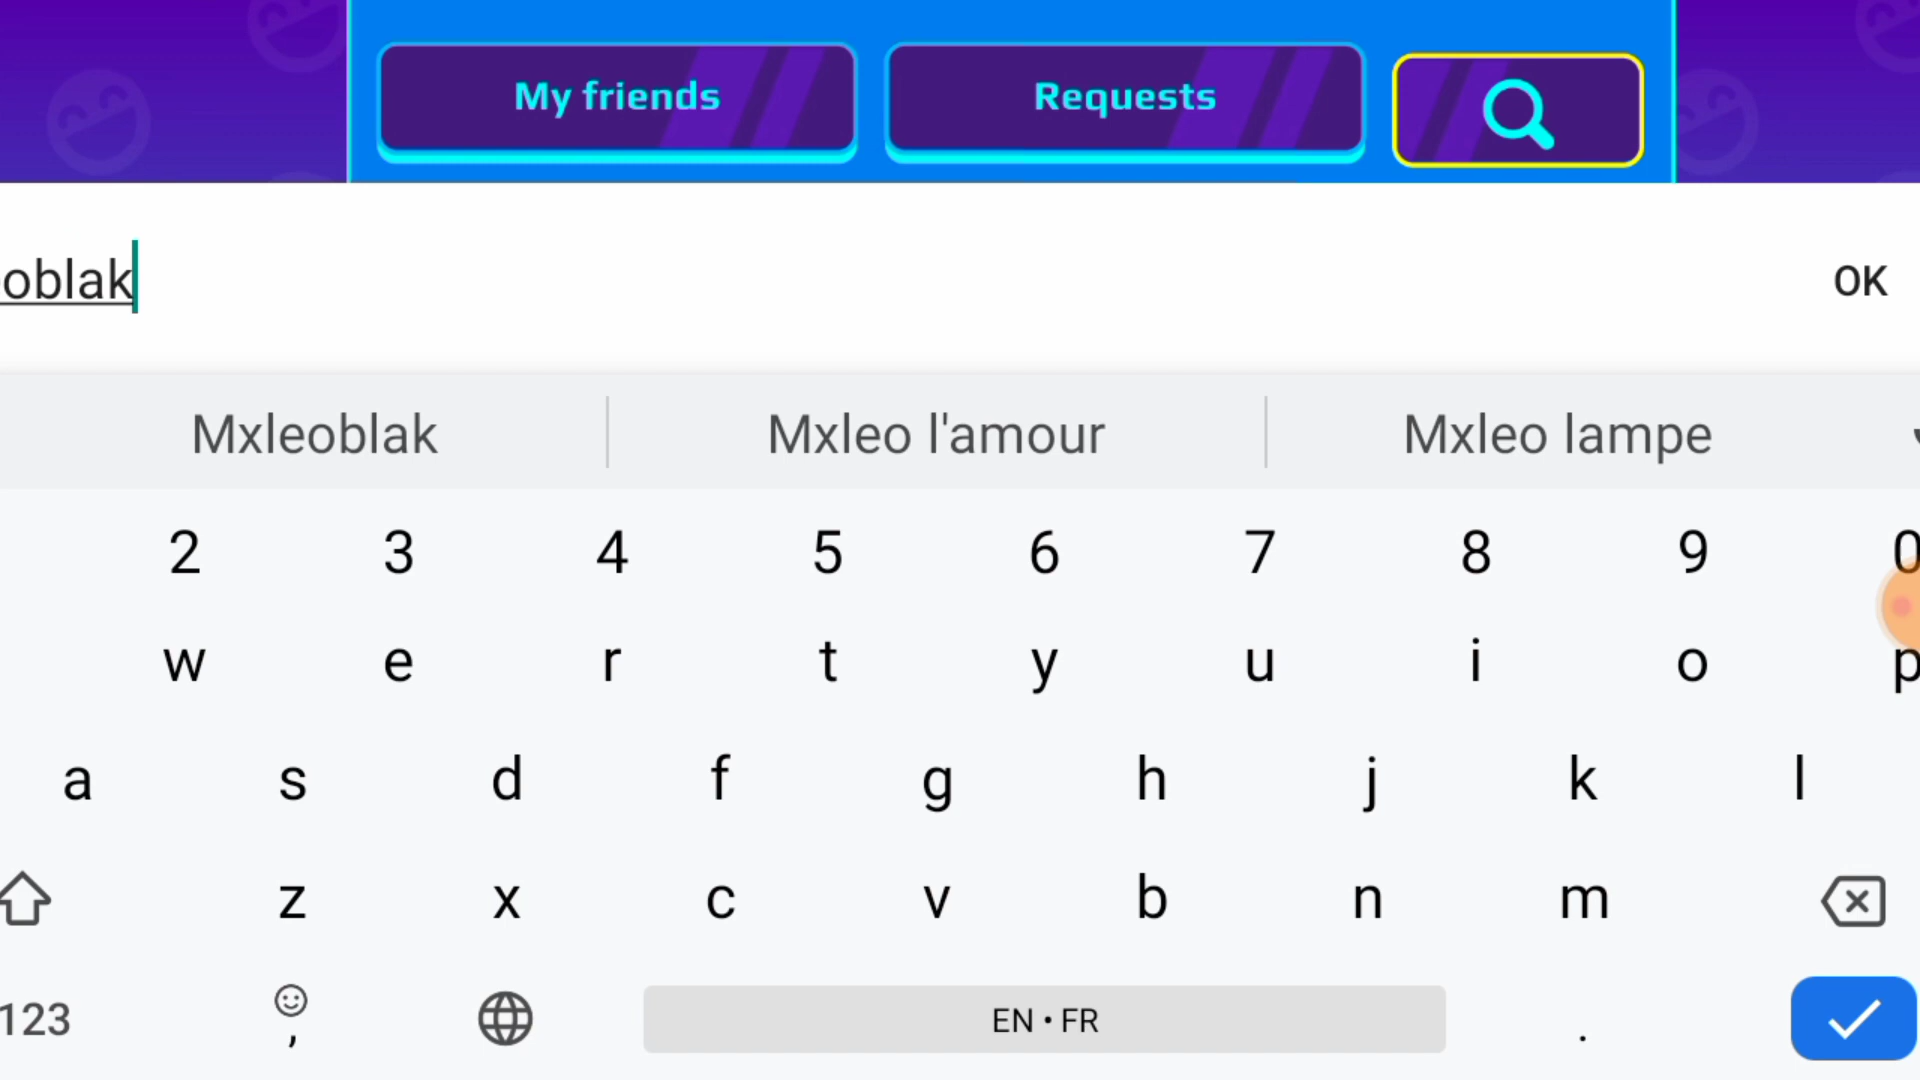 My friends Requests
oblak OK
Mxleoblak Mxleo l'amour Mxleo lampe
2 3 4 5 6 7 8 9 0
w e r t y u i o p
a s d f g h j k l
z x c v b n m
123 , EN • FR .